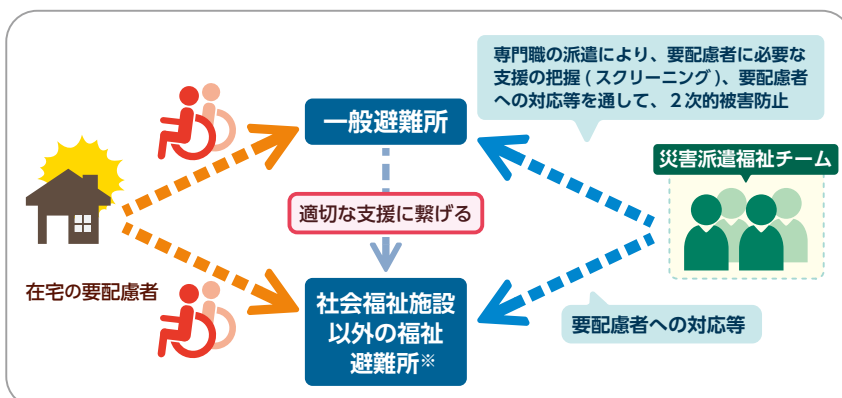 専門職の派遣により、要配慮者に必要な
支援の把握(スクリーニング)、要配慮者
への対応等を通して、２次的被害防止
一般避難所
災害派遣福祉チーム
適切な支援に繋げる
在宅の要配慮者
社会福祉施設
以外の福祉
避難所※
要配慮者への対応等